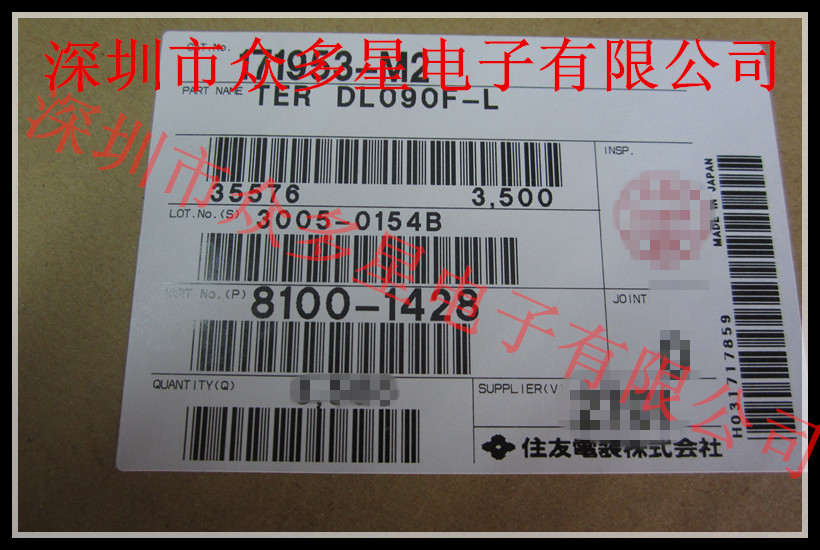 深圳市众多星电子有限公司
CAT.No. 171953-M2
PART NAME TER DL090F-L
35576 3,500
INSP.
MADE IN JAPAN
LOT.No.(S) 3005-0154B
深圳市众多星电子有限公司
PART No.(P) 8100-1428
JOINT
H031717859
QUANTITY(Q)
SUPPLIER(V)
住友電装株式会社